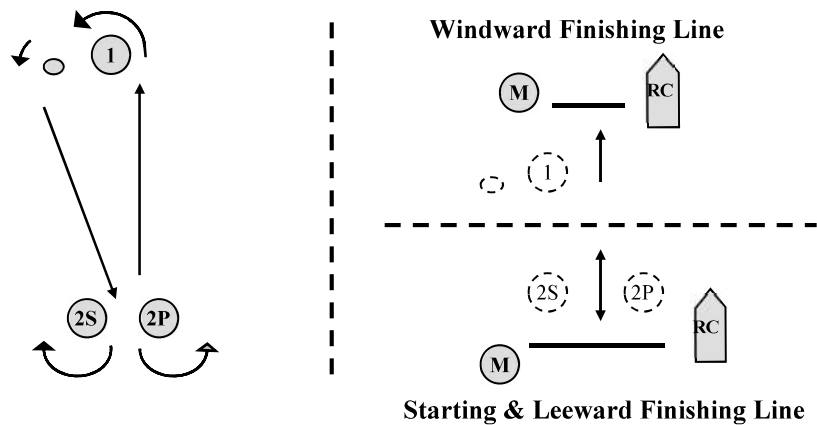 1
2S
2P
Windward Finishing Line
M
RC
1
2S
2P
RC
M
Starting & Leeward Finishing Line